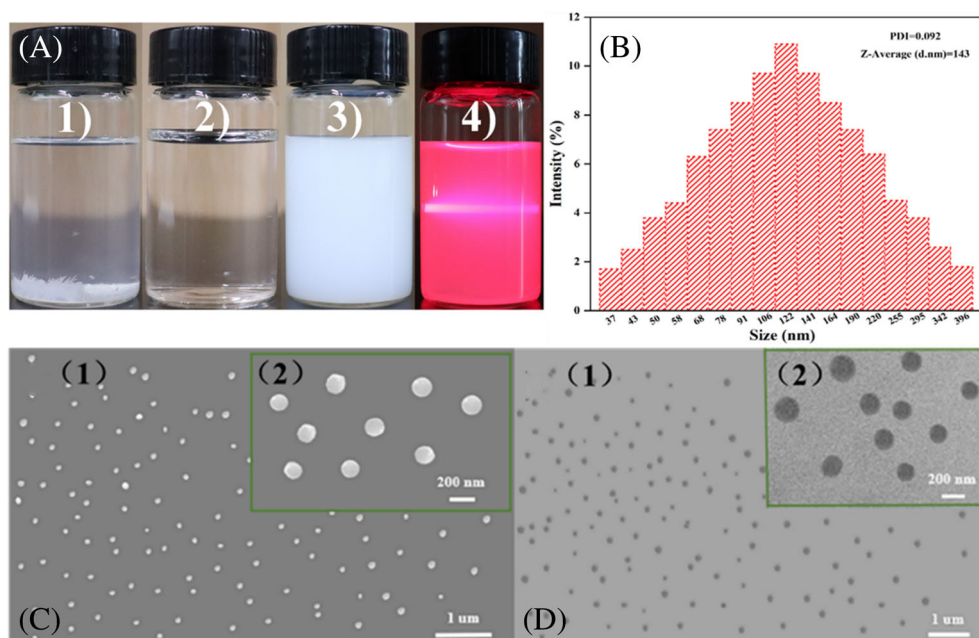 (A)
1)
2)
3)
4)
(B)
PDI=0.092
Z-Average (d.nm)=143
12
10
8
6
4
2
0
Intensity (%)
37 43 50 58 68 78 91 106 122 141 164 190 220 255 295 342 396
Size (nm)
(1)
(2)
200 nm
(C)
1 um
(1)
(2)
200 nm
(D)
1 um